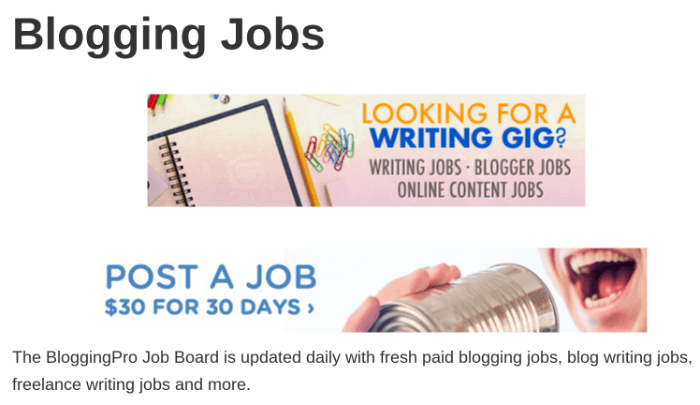 Blogging Jobs
LOOKING FOR A
WRITING GIG?
WRITING JOBS · BLOGGER JOBS
ONLINE CONTENT JOBS
POST A JOB
$30 FOR 30 DAYS ›
The BloggingPro Job Board is updated daily with fresh paid blogging jobs, blog writing jobs,
freelance writing jobs and more.